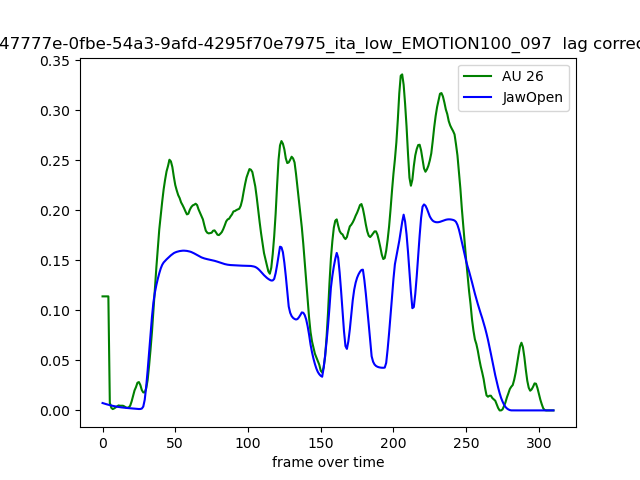 47777e-0fbe-54a3-9afd-4295f70e7975_ita_low_EMOTION100_097 lag correc
AU 26
JawOpen
0.35
0.30
0.25
0.20
0.15
0.10
0.05
0.00
0 50 100 150 200 250 300
frame over time